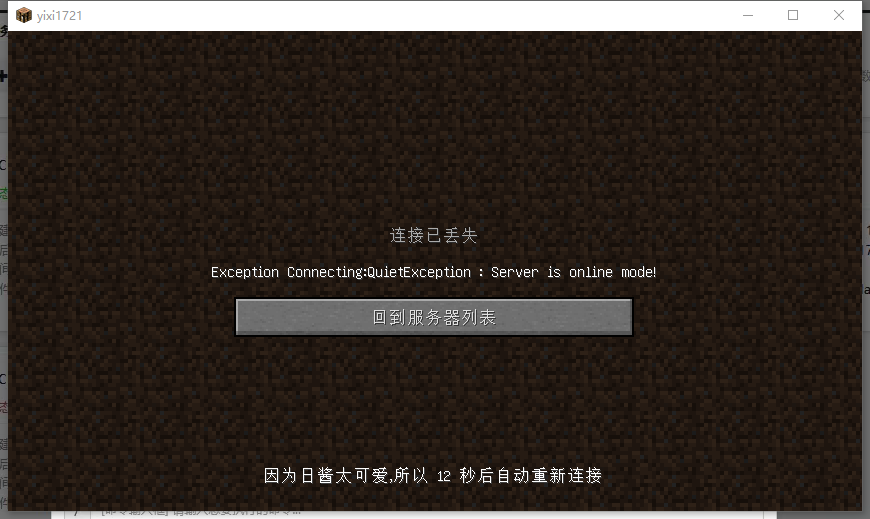 yixi1721
连接已丢失
Exception Connecting:QuietException : Server is online mode!
回到服务器列表
因为日酱太可爱,所以 12 秒后自动重新连接